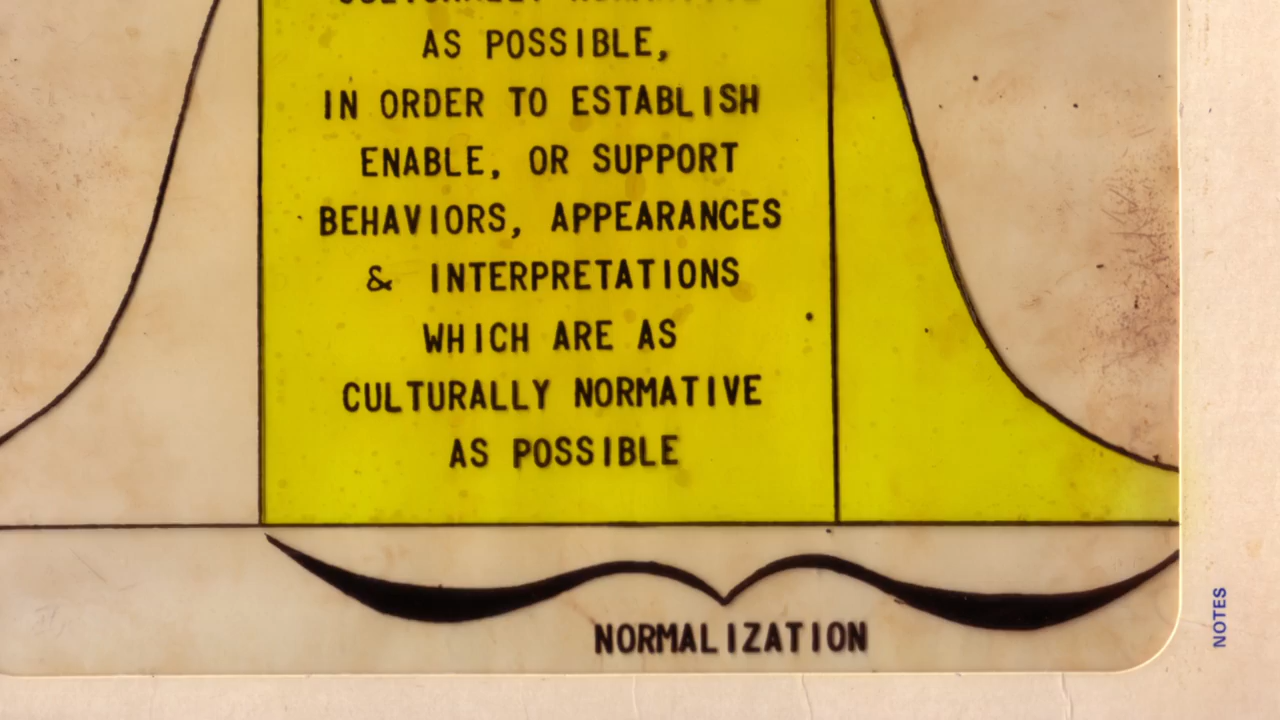 AS POSSIBLE,
IN ORDER TO ESTABLISH
ENABLE, OR SUPPORT
BEHAVIORS, APPEARANCES
& INTERPRETATIONS
WHICH ARE AS
CULTURALLY NORMATIVE
AS POSSIBLE
NORMALIZATION
NOTES